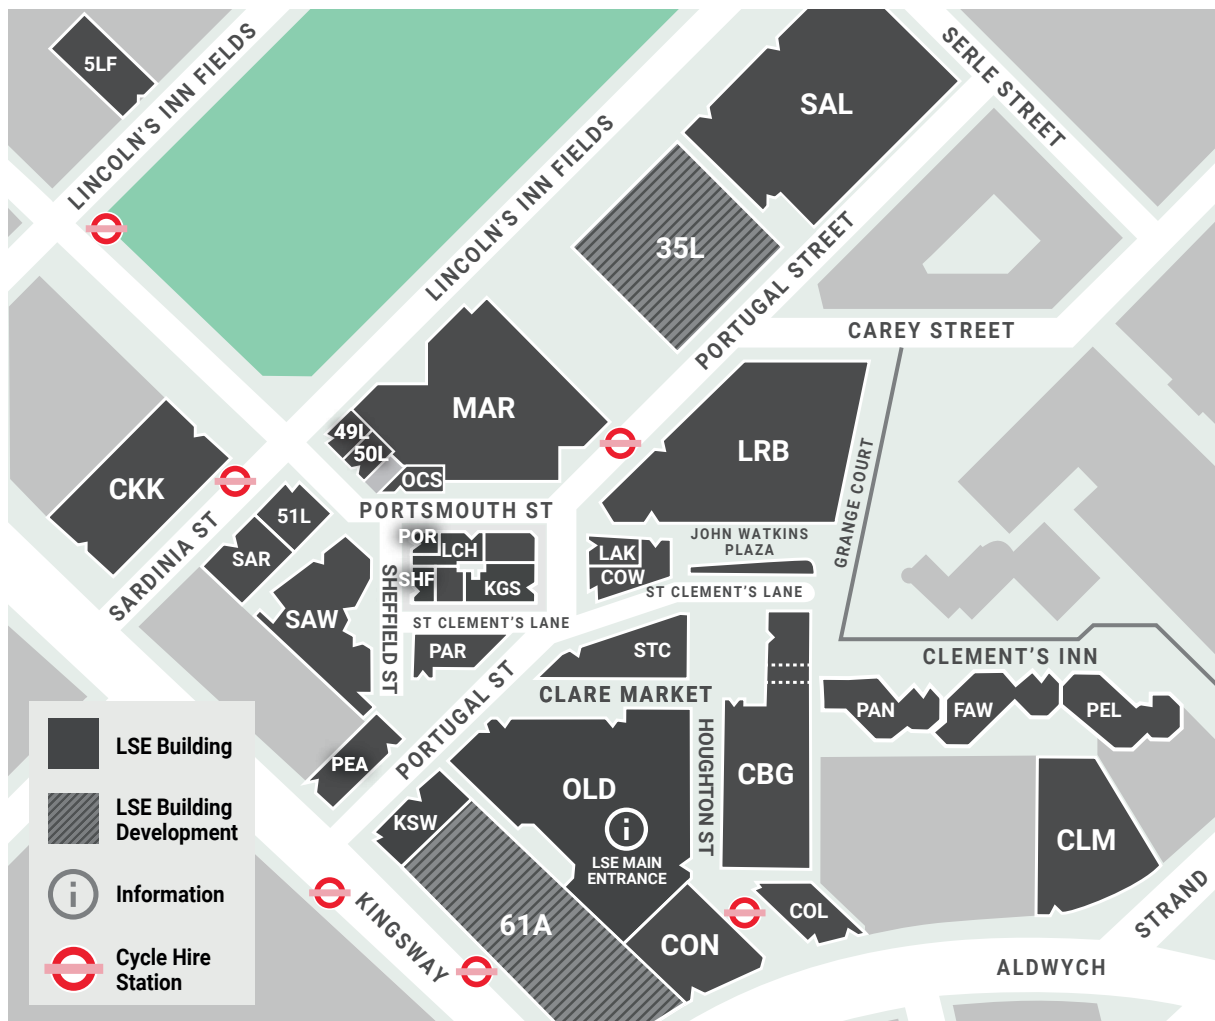 5LF
LINCOLN'S INN FIELDS
SERLE STREET
SAL
LINCOLN'S INN FIELDS
35L
PORTUGAL STREET
CAREY STREET
MAR
49L
50L
OCS
LRB
GRANGE COURT
CKK
SARDINIA ST
51L
SAR
SAW
PORTSMOUTH ST
POR
LCH
SHF
KGS
SHEFFIELD ST
LAK
COW
JOHN WATKINS
PLAZA
ST CLEMENT'S LANE
ST CLEMENT'S LANE
PAR
STC
CLEMENT'S INN
CLARE MARKET
PORTUGAL ST
PAN
FAW
PEL
PEA
HOUGHTON ST
CBG
OLD
LSE MAIN
ENTRANCE
KSW
CLM
61A
CON
COL
KINGSWAY
STRAND
ALDWYCH
LSE Building
LSE Building
Development
Information
Cycle Hire
Station